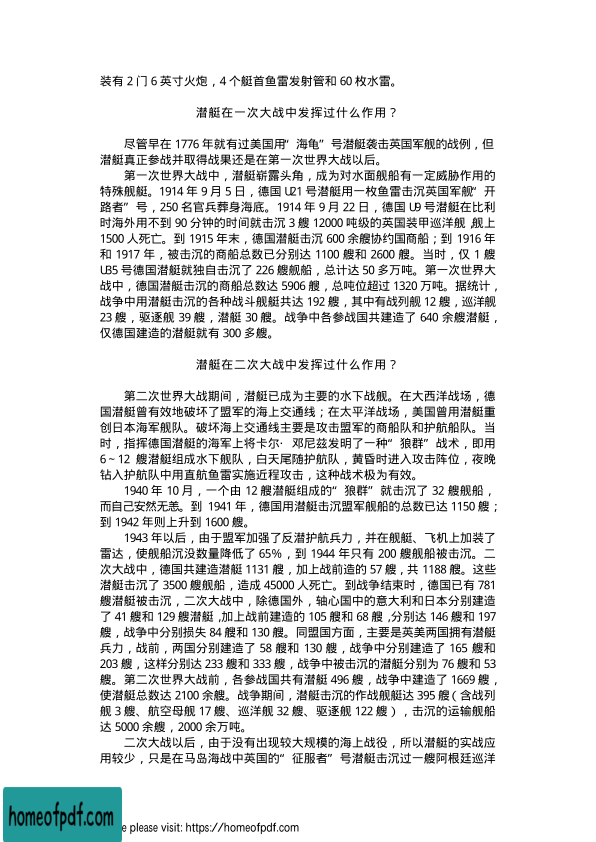 装有 2 门 6 英寸火炮，4 个艇首鱼雷发射管和 60 枚水雷。
潜艇在一次大战中发挥过什么作用？
尽管早在 1776 年就有过美国用“海龟”号潜艇袭击英国军舰的战例，但
潜艇真正参战并取得战果还是在第一次世界大战以后。
第一次世界大战中，潜艇崭露头角，成为对水面舰船有一定威胁作用的
特殊舰艇。1914 年 9 月 5 日，德国 U21 号潜艇用一枚鱼雷击沉英国军舰“开
路者”号，250 名官兵葬身海底。1914 年 9 月 22 日，德国 U9 号潜艇在比利
时海外用不到 90 分钟的时间就击沉 3 艘 12000 吨级的英国装甲巡洋舰，舰上
1500 人死亡。到 1915 年末，德国潜艇击沉 600 余艘协约国商船；到 1916 年
和 1917 年，被击沉的商船总数已分别达 1100 艘和 2600 艘。当时，仅 1 艘
U35 号德国潜艇就独自击沉了 226 艘舰船，总计达 50 多万吨。第一次世界大
战中，德国潜艇击沉的商船总数达 5906 艘，总吨位超过 1320 万吨。据统计，
战争中用潜艇击沉的各种战斗舰艇共达 192 艘，其中有战列舰 12 艘，巡洋舰
23 艘，驱逐舰 39 艘，潜艇 30 艘。战争中各参战国共建造了 640 余艘潜艇，
仅德国建造的潜艇就有 300 多艘。
潜艇在二次大战中发挥过什么作用？
第二次世界大战期间，潜艇已成为主要的水下战舰。在大西洋战场，德
国潜艇曾有效地破坏了盟军的海上交通线；在太平洋战场，美国曾用潜艇重
创日本海军舰队。破坏海上交通线主要是攻击盟军的商船队和护航船队。当
时，指挥德国潜艇的海军上将卡尔·邓尼兹发明了一种“狼群”战术，即用
6～12 艘潜艇组成水下舰队，白天尾随护航队，黄昏时进入攻击阵位，夜晚
钻入护航队中用直航鱼雷实施近程攻击，这种战术极为有效。
1940 年 10 月，一个由 12 艘潜艇组成的“狼群”就击沉了 32 艘舰船，
而自己安然无恙。到 1941 年，德国用潜艇击沉盟军舰船的总数已达 1150 艘；
到 1942 年则上升到 1600 艘。
1943 年以后，由于盟军加强了反潜护航兵力，并在舰艇、飞机上加装了
雷达，使舰船沉没数量降低了 65%，到 1944 年只有 200 艘舰船被击沉。二
次大战中，德国共建造潜艇 1131 艘，加上战前造的 57 艘，共 1188 艘。这些
潜艇击沉了 3500 艘舰船，造成 45000 人死亡。到战争结束时，德国已有 781
艘潜艇被击沉，二次大战中，除德国外，轴心国中的意大利和日本分别建造
了 41 艘和 129 艘潜艇，加上战前建造的 105 艘和 68 艘，分别达 146 艘和 197
艘，战争中分别损失 84 艘和 130 艘。同盟国方面，主要是英美两国拥有潜艇
兵力，战前，两国分别建造了 58 艘和 130 艘，战争中分别建造了 165 艘和
203 艘，这样分别达 233 艘和 333 艘，战争中被击沉的潜艇分别为 76 艘和 53
艘。第二次世界大战前，各参战国共有潜艇 496 艘，战争中建造了 1669 艘，
使潜艇总数达 2100 余艘。战争期间，潜艇击沉的作战舰艇达 395 艘（含战列
舰 3 艘、航空母舰 17 艘、巡洋舰 32 艘、驱逐舰 122 艘），击沉的运输舰船
达 5000 余艘，2000 余万吨。
二次大战以后，由于没有出现较大规模的海上战役，所以潜艇的实战应
用较少，只是在马岛海战中英国的“征服者”号潜艇击沉过一艘阿根廷巡洋
homeofpdf.com
e please visit: https://homeofpdf.com